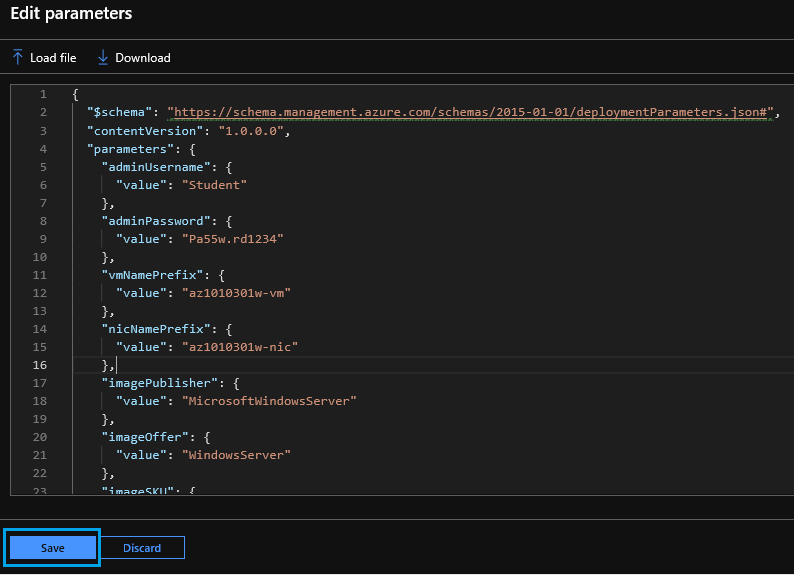 Edit parameters
Load file Download
1 {
2 "$schema": "https://schema.management.azure.com/schemas/2015-01-01/deploymentParameters.json#",
3 "contentVersion": "1.0.0.0",
4 "parameters": {
5 "adminUsername": {
6 "value": "Student"
7 },
8 "adminPassword": {
9 "value": "Pa55w.rd1234"
10 },
11 "vmNamePrefix": {
12 "value": "az1010301w-vm"
13 },
14 "nicNamePrefix": {
15 "value": "az1010301w-nic"
16 },
17 "imagePublisher": {
18 "value": "MicrosoftWindowsServer"
19 },
20 "imageOffer": {
21 "value": "WindowsServer"
22 },
23 "imageSKU": {
Save Discard